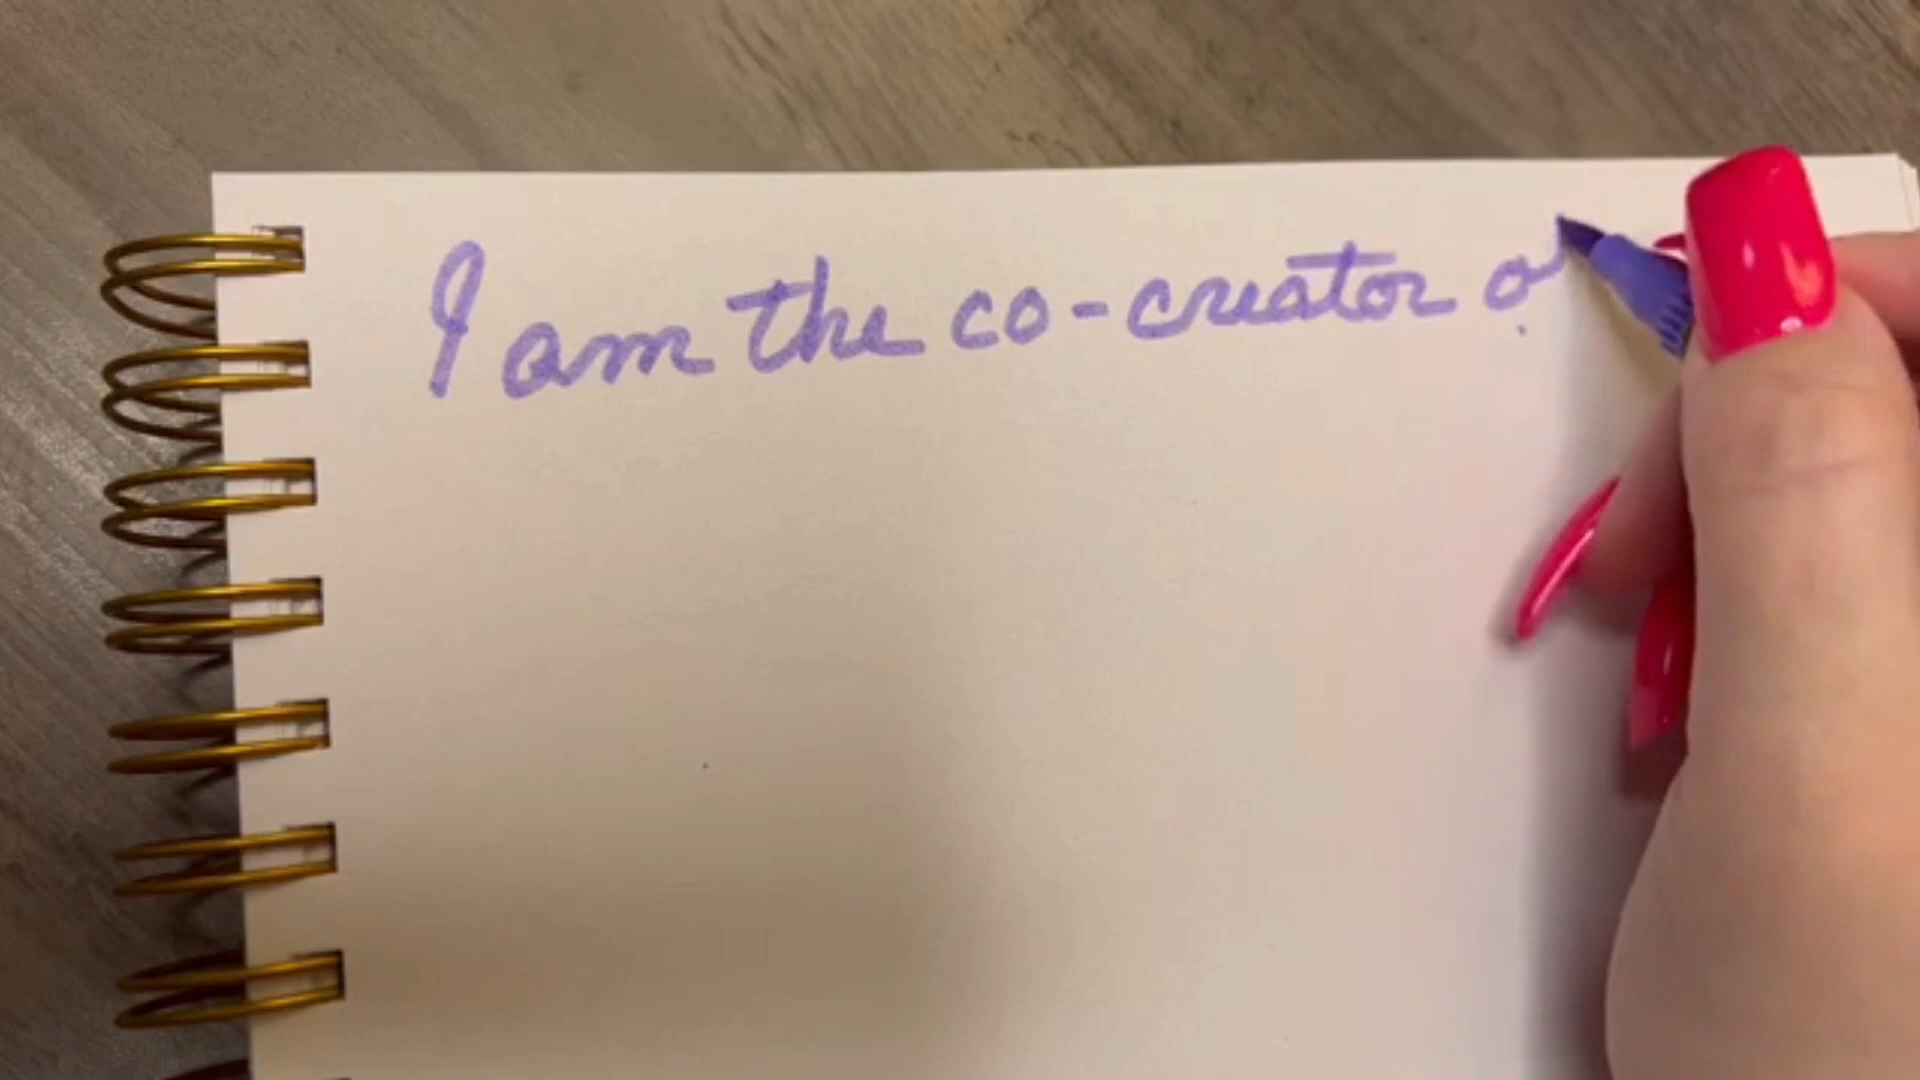 I am the co-creator o